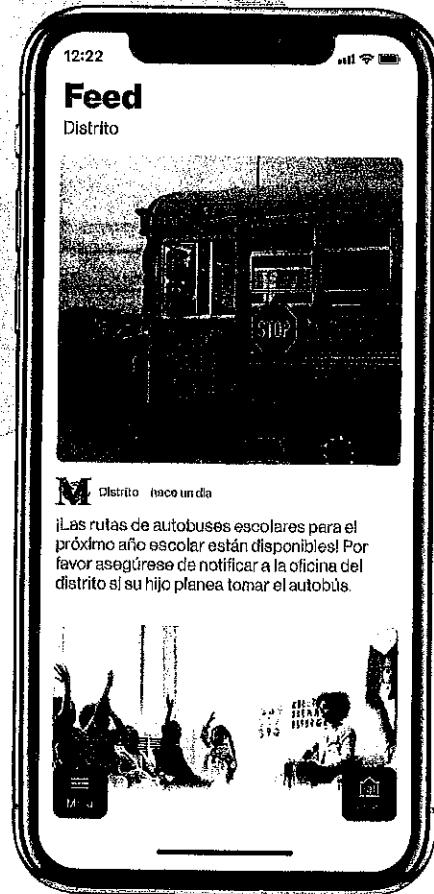 12:22
Feed
Distrito
STOP
M Distrito hace un día
¡Las rutas de autobuses escolares para el
próximo año escolar están disponibles! Por
favor asegúrese de notificar a la oficina del
distrito si su hijo planea tomar el autobús.
Menu